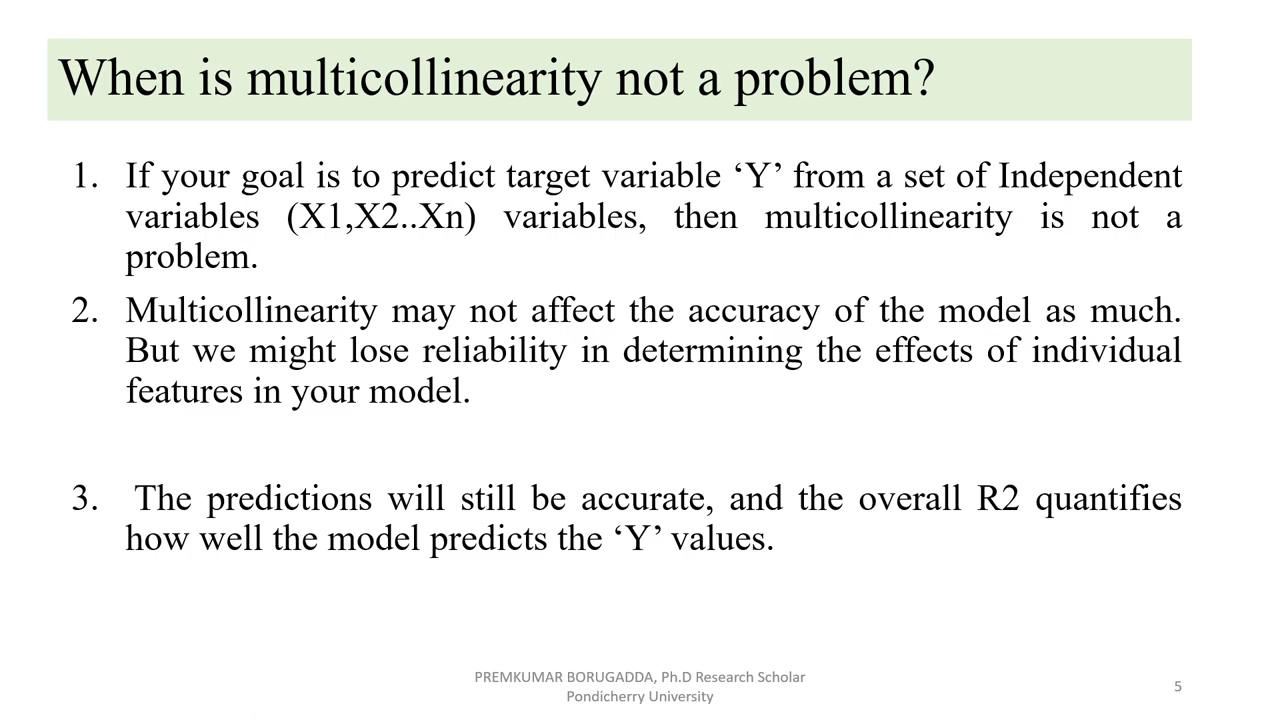 When is multicollinearity not a problem?
1. If your goal is to predict target variable ‘Y’ from a set of Independent
variables (X1,X2..Xn) variables, then multicollinearity is not a
problem.
2. Multicollinearity may not affect the accuracy of the model as much.
But we might lose reliability in determining the effects of individual
features in your model.
3. The predictions will still be accurate, and the overall R2 quantifies
how well the model predicts the ‘Y’ values.
PREMKUMAR BORUGADDA, Ph.D Research Scholar
Pondicherry University
5